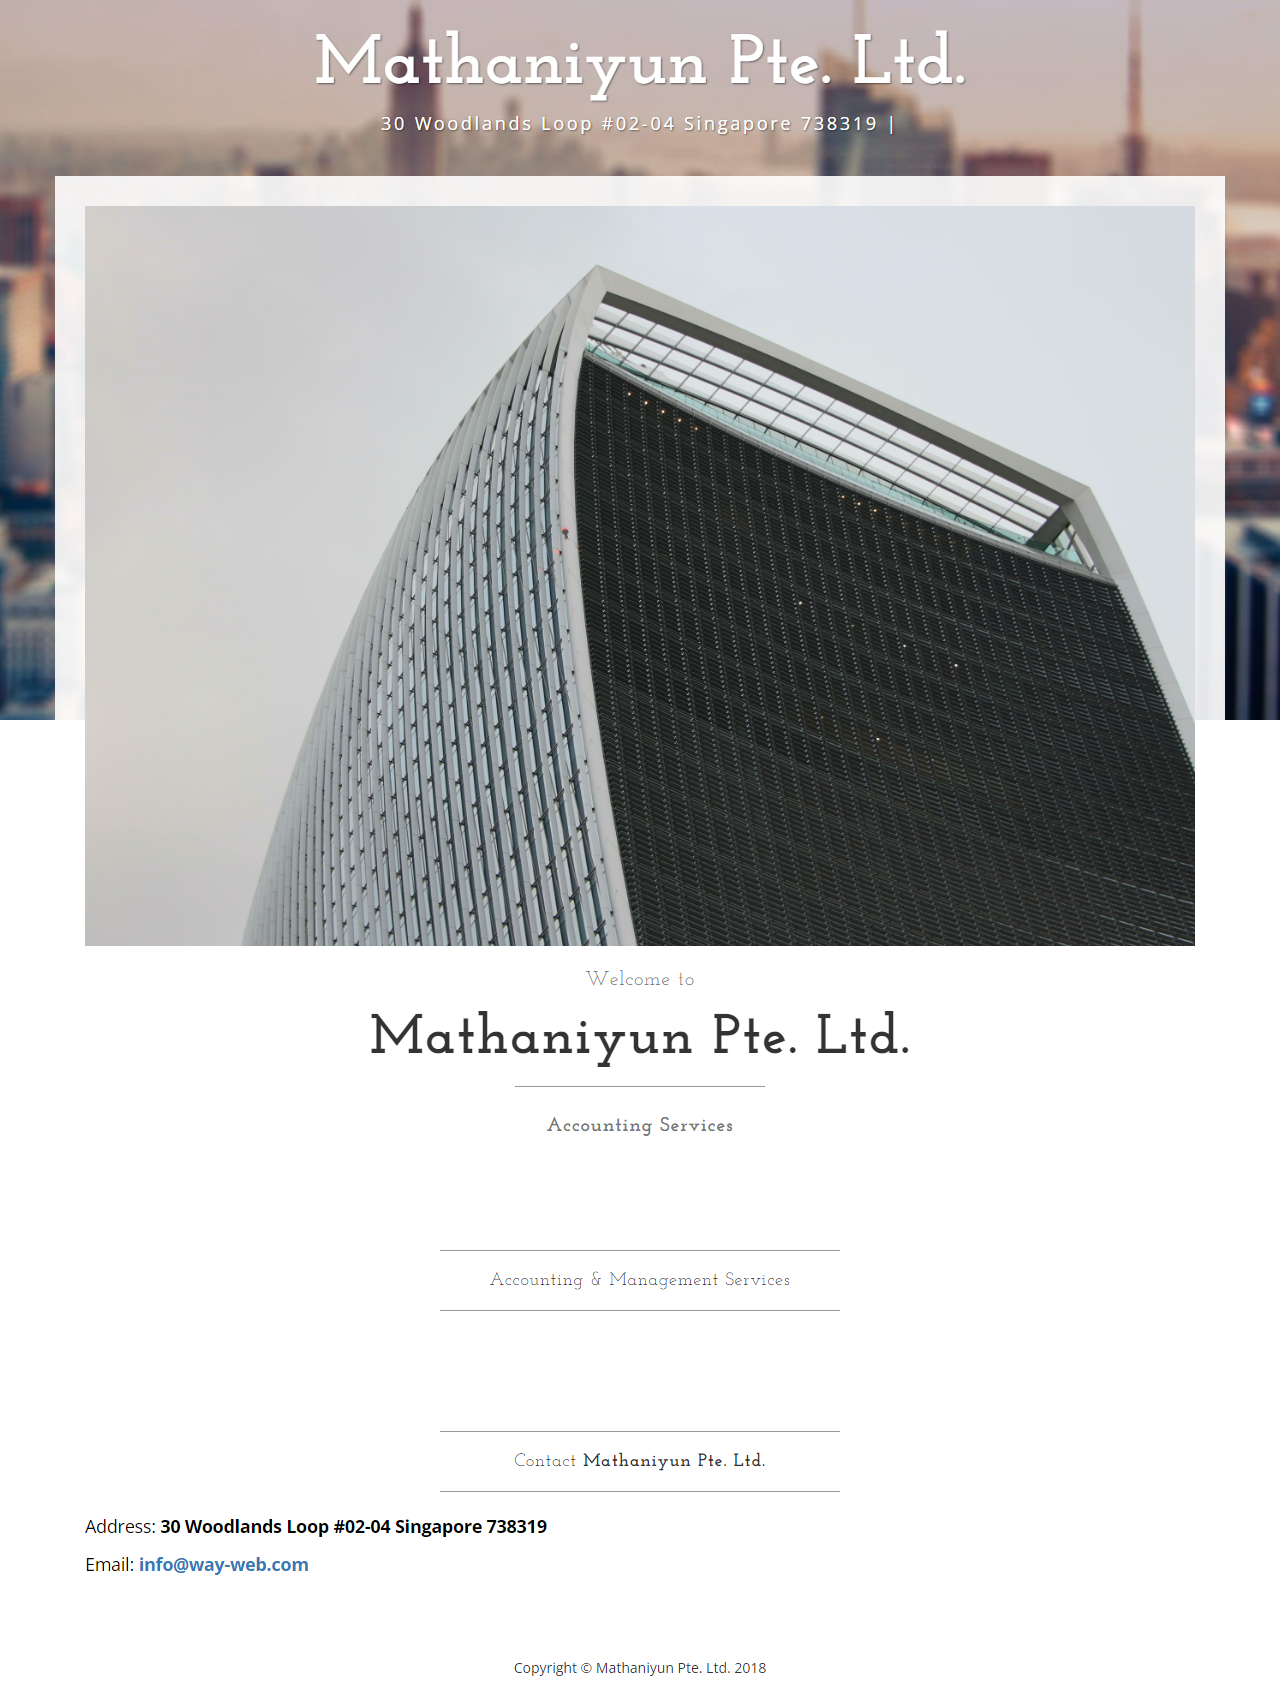 Mathaniyun Pte. Ltd.
30 Woodlands Loop #02-04 Singapore 738319 |
Welcome to
Mathaniyun Pte. Ltd.
Accounting Services
Accounting & Management Services
Contact Mathaniyun Pte. Ltd.
Address: 30 Woodlands Loop #02-04 Singapore 738319
Email: info@way-web.com
Copyright © Mathaniyun Pte. Ltd. 2018